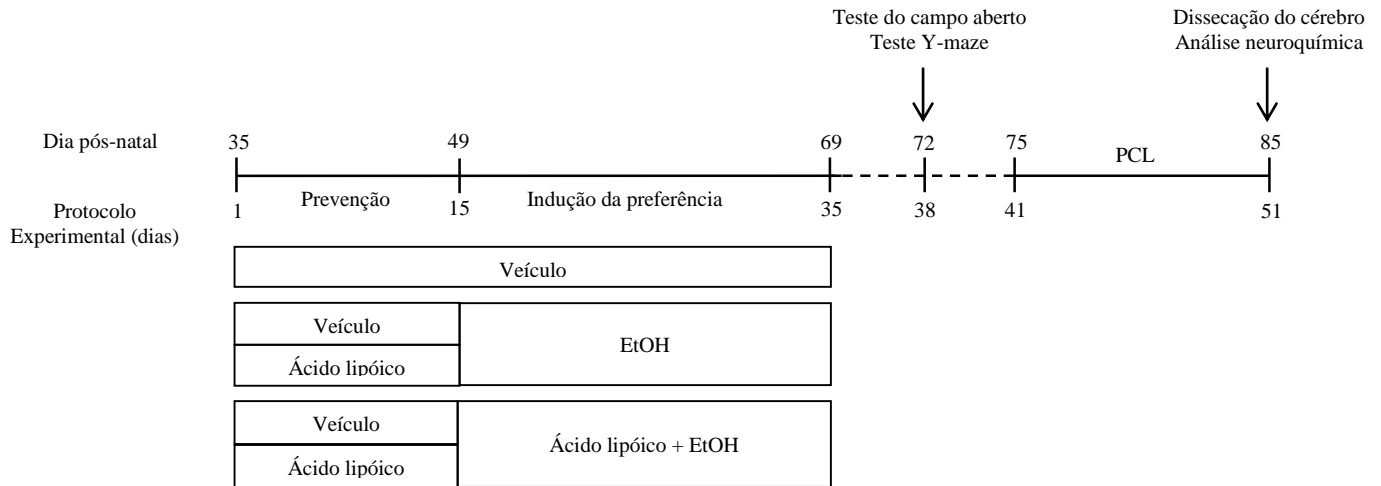 Teste do campo aberto
Teste Y-maze
Dissecação do cérebro
Análise neuroquímica
Dia pós-natal
35 49 69 72 75 85
PCL
Prevenção
Indução da preferência
Protocolo
Experimental (dias)
1 15 35 38 41 51
Veículo
Veículo
Ácido lipóico
EtOH
Veículo
Ácido lipóico
Ácido lipóico + EtOH